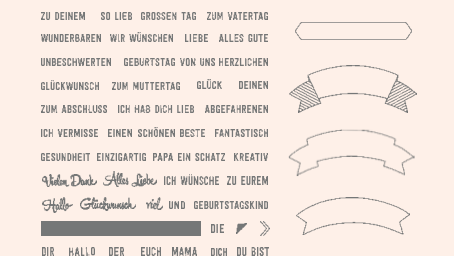 ZU DEINEM SO LIEB GROSSEN TAG ZUM VATERTAG
WUNDERBAREN WIR WÜNSCHEN LIEBE ALLES GUTE
UNBESCHWERTEN GEBURTSTAG VON UNS HERZLICHEN
GLÜCKWUNSCH ZUM MUTTERTAG GLÜCK DEINEN
ZUM ABSCHLUSS ICH HAB DICH LIEB ABGEFAHRENEN
ICH VERMISSE EINEN SCHÖNEN BESTE FANTASTISCH
GESUNDHEIT EINZIGARTIG PAPA EIN SCHATZ KREATIV
Vielen Dank Alles Liebe ICH WÜNSCHE ZU EUREM
Hallo Glückwunsch viel UND GEBURTSTAGSKIND
DIE
DIR HALLO DER EUCH MAMA DICH DU BIST